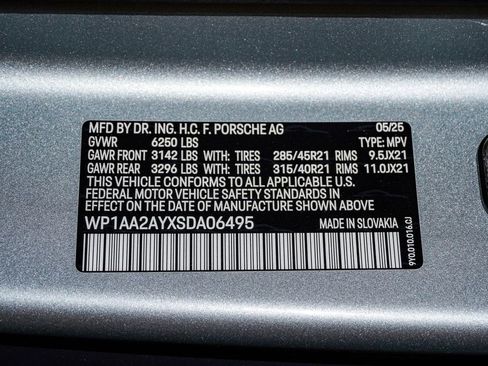 MFD BY DR. ING. H.C. F. PORSCHE AG 05/25
GVWR 6250 LBS TYPE: MPV
GAWR FRONT 3142 LBS WITH: TIRES 285/45R21 RIMS 9.5JX21
GAWR REAR 3296 LBS WITH: TIRES 315/40R21 RIMS 11.0JX21
THIS VEHICLE CONFORMS TO ALL APPLICABLE U.S.
FEDERAL MOTOR VEHICLE SAFETY STANDARDS IN
EFFECT ON THE DATE OF MANUFACTURE SHOWN ABOVE
WP1AA2AYXSDA06495 MADE IN SLOVAKIA
9Y0.010.016.GJ